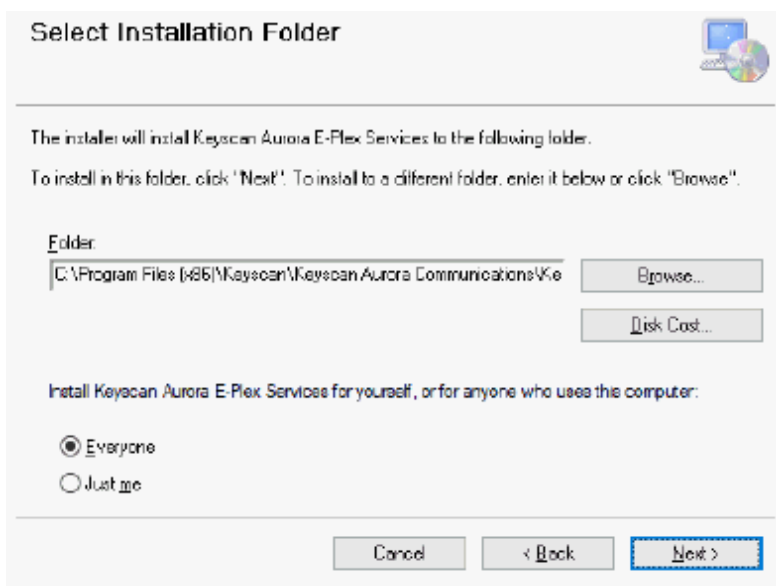 Select Installation Folder
The installer will install Keyscan Aurora E-Plex Services to the following folder.
To install in this folder, click "Next". To install to a different folder, enter it below or click "Browse".
Folder:
C:\Program Files (x86)\Keyscan\Keyscan Aurora Communications\Ke
Browse...
Disk Cost...
Install Keyscan Aurora E-Plex Services for yourself, or for anyone who uses this computer:
Everyone
Just me
Cancel
< Back
Next >